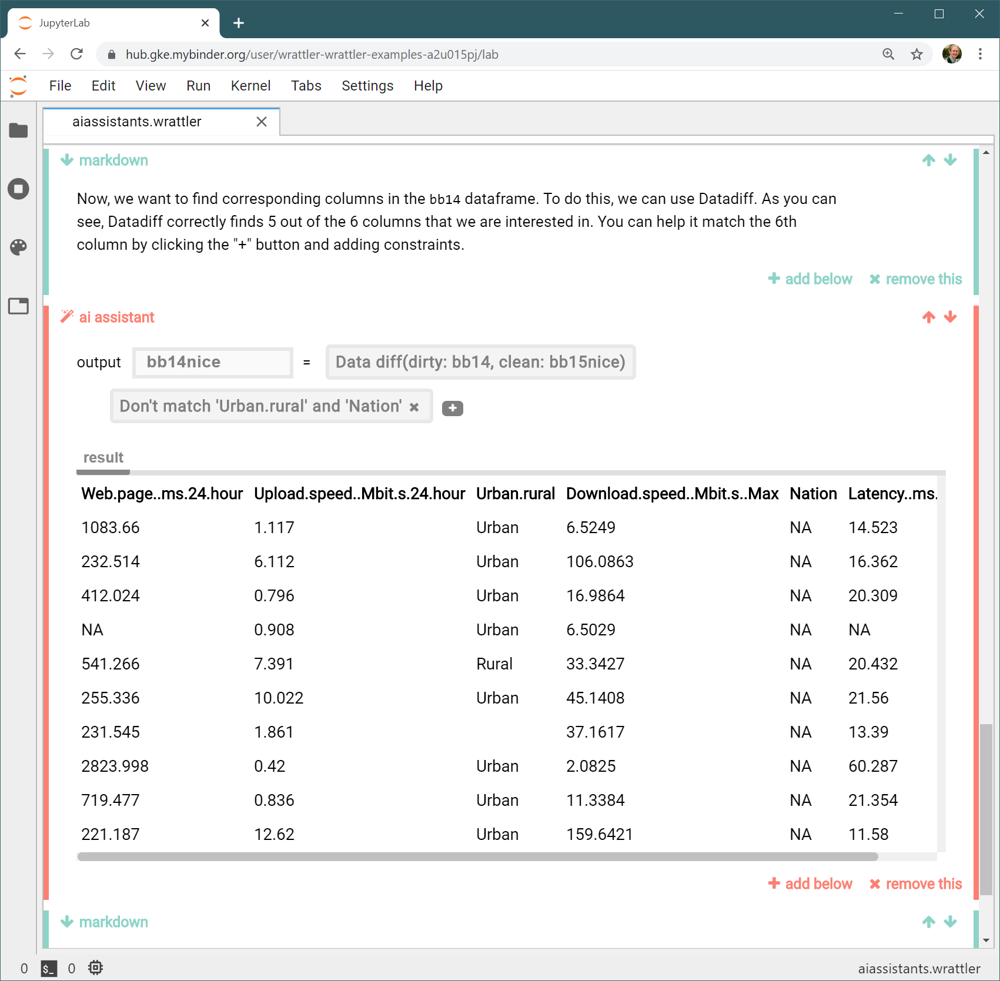 JupyterLab
hub.gke.mybinder.org/user/wrattler-wrattler-examples-a2u015pj/lab
File Edit View Run Kernel Tabs Settings Help
aiassistants.wrattler
markdown
Now, we want to find corresponding columns in the bb14 dataframe. To do this, we can use Datadiff. As you can
see, Datadiff correctly finds 5 out of the 6 columns that we are interested in. You can help it match the 6th
column by clicking the "+" button and adding constraints.
add below remove this
ai assistant
output bb14nice = Data diff(dirty: bb14, clean: bb15nice)
Don't match 'Urban.rural' and 'Nation'
result
Web.page..ms.24.hour Upload.speed..Mbit.s.24.hour Urban.rural Download.speed..Mbit.s..Max Nation Latency..ms.
1083.66 1.117 Urban 6.5249 NA 14.523
232.514 6.112 Urban 106.0863 NA 16.362
412.024 0.796 Urban 16.9864 NA 20.309
NA 0.908 Urban 6.5029 NA NA
541.266 7.391 Rural 33.3427 NA 20.432
255.336 10.022 Urban 45.1408 NA 21.56
231.545 1.861 37.1617 NA 13.39
2823.998 0.42 Urban 2.0825 NA 60.287
719.477 0.836 Urban 11.3384 NA 21.354
221.187 12.62 Urban 159.6421 NA 11.58
add below remove this
markdown
0 $_ 0 aiassistants.wrattler